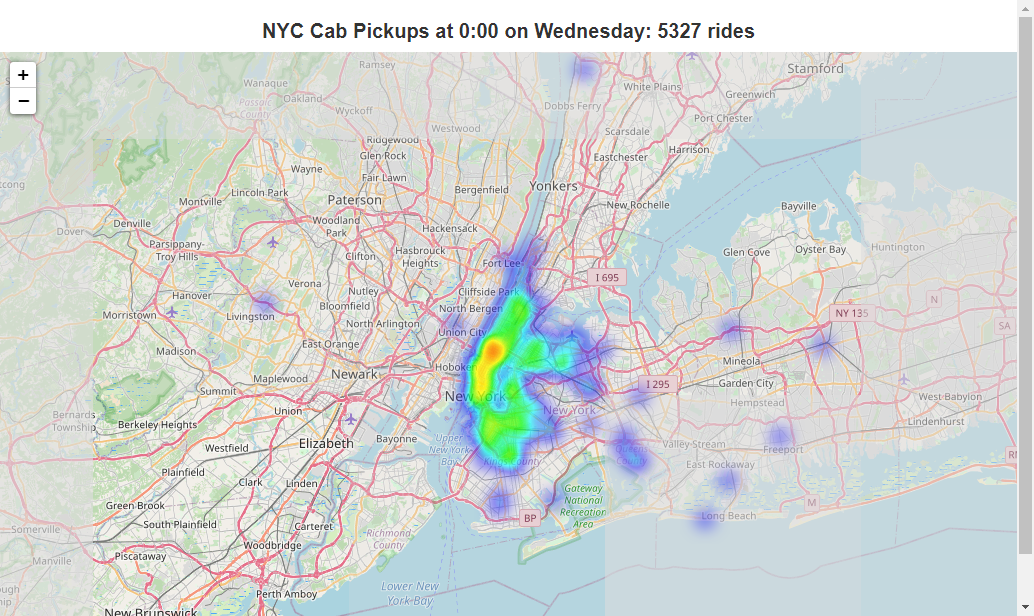 NYC Cab Pickups at 0:00 on Wednesday: 5327 rides
+
−
Ramsey
Stamford
Wanaque
White Plains
Greenwich
Oakland
Passaic
County
Wyckoff
Dobbs Ferry
Port Chester
Westwood
Scarsdale
Ridgewood
Harrison
Glen Rock
Eastchester
Wayne
Fair Lawn
Bergenfield
Yonkers
Lincoln Park
Paterson
Montville
New Rochelle
Bayville
Denville
Woodland
Park
Hackensack
Dover
Parsippany-
Troy Hills
Hasbrouck
Heights
Clifton
Glen Cove
Oyster Bay
Huntington
Fort Lee
I 695
Verona
Nutley
Cliffside Park
Hanover
Bloomfield
North Bergen
N
Morristown
Livingston
North Arlington
NY 135
Union City
SA
East Orange
Madison
Mineola
Hoboken
Newark
Maplewood
I 295
Garden City
Summit
New York
West Babylon
Union
New York
Hempstead
Bernards
Township
Berkeley Heights
Elizabeth
Bayonne
Upper
New York
Bay
Lindenhurst
Westfield
Valley Stream
Freeport
Kings County
East Rockaway
Plainfield
Clark
Linden
Gateway
National
Recreation
Area
Green Brook
M
South Plainfield
Carteret
BP
Long Beach
Somerville
Richmond
County
Woodbridge
Piscataway
Manville
Lower New
York Bay
Perth Amboy
New Brunswick